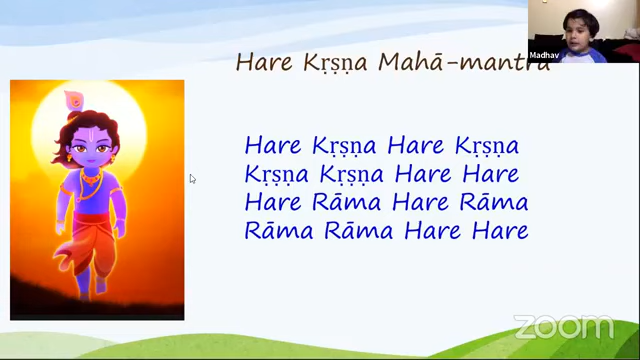 Madhav
Hare Kṛṣṇa Mahā-mantra
Hare Kṛṣṇa Hare Kṛṣṇa
Kṛṣṇa Kṛṣṇa Hare Hare
Hare Rāma Hare Rāma
Rāma Rāma Hare Hare
zoom